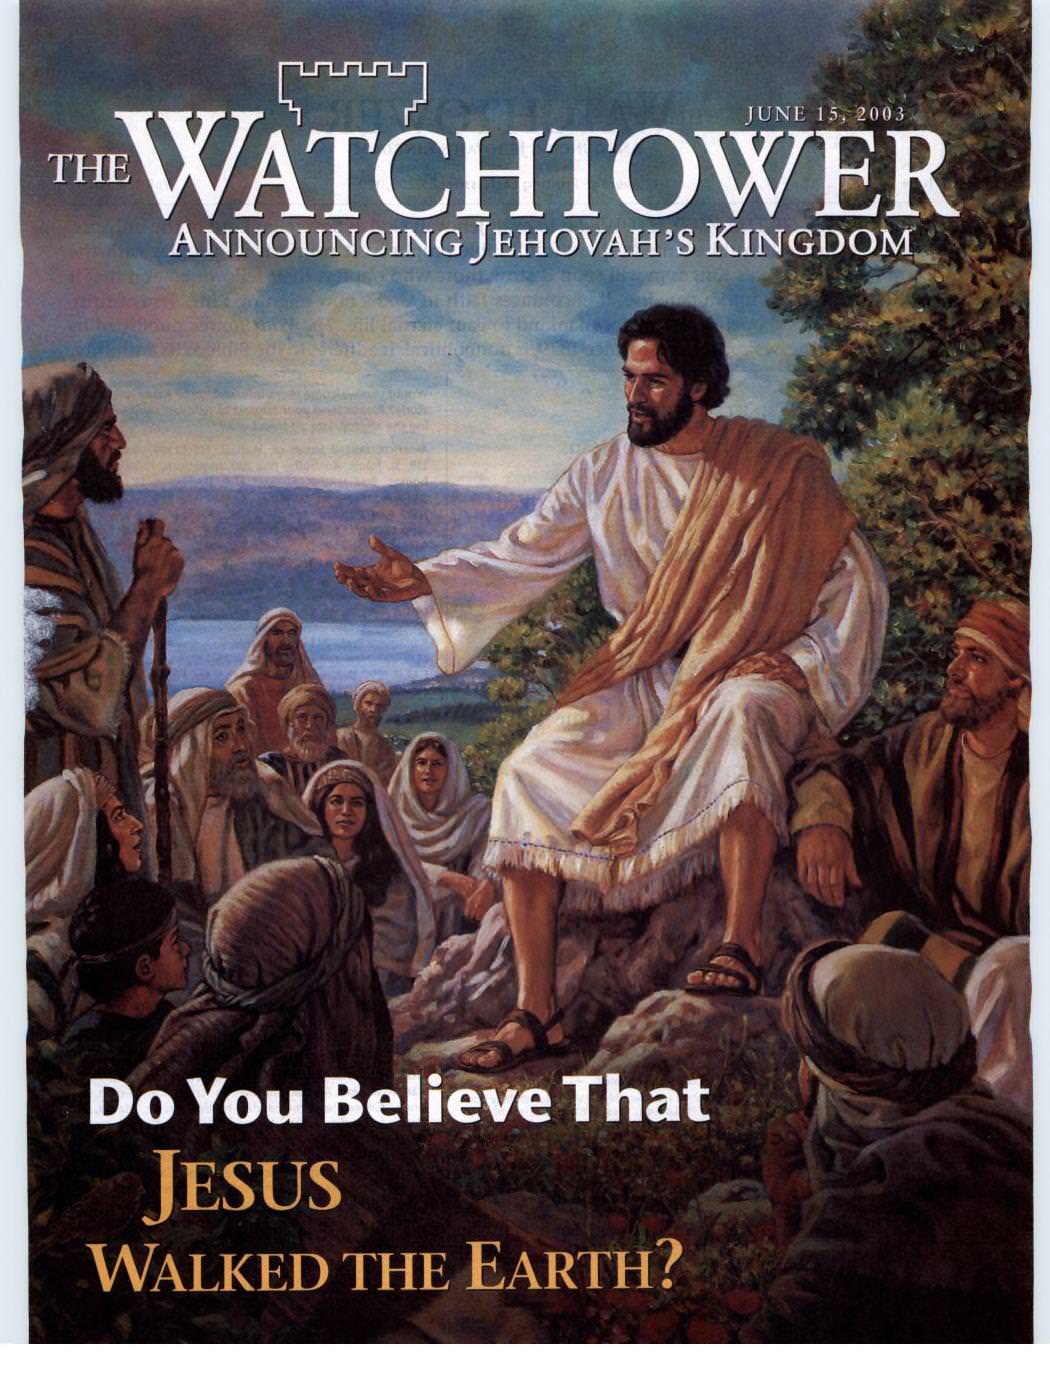 JUNE 15, 2003
THE WATCHTOWER
ANNOUNCING JEHOVAH'S KINGDOM
Do You Believe That
JESUS
WALKED THE EARTH?